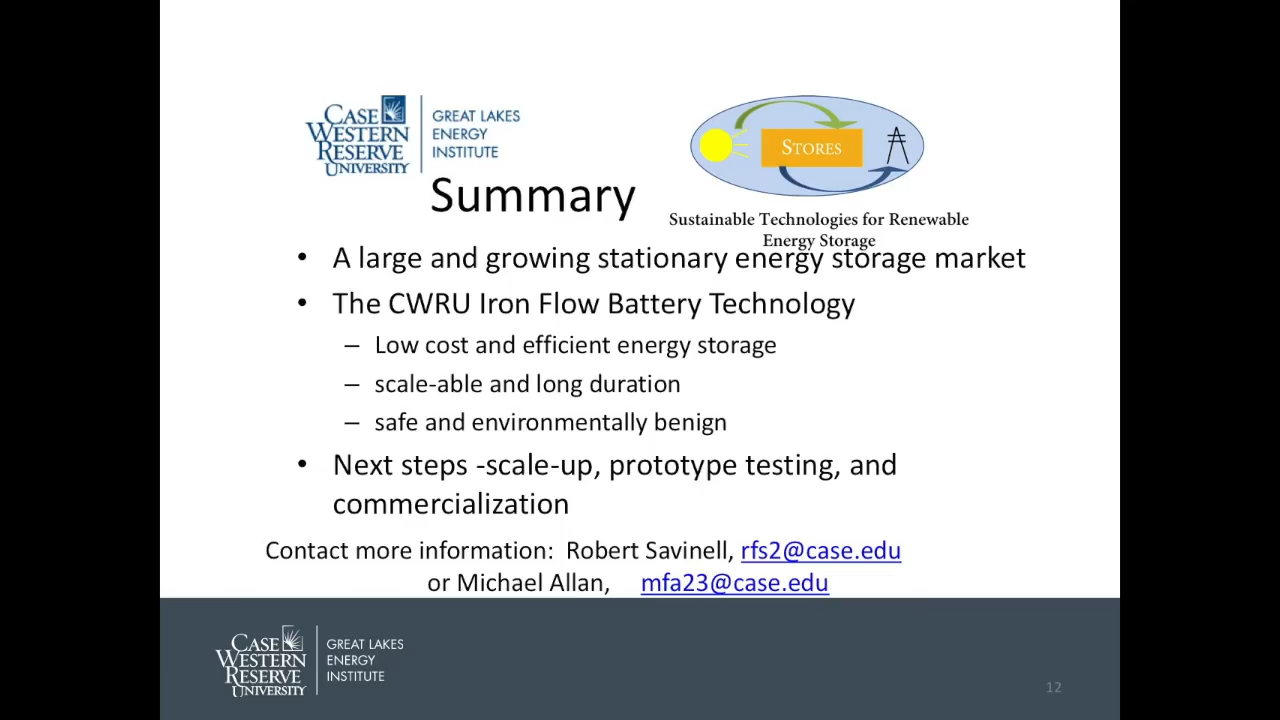 CASE
WESTERN
RESERVE
UNIVERSITY
GREAT LAKES
ENERGY
INSTITUTE
STORES
Summary
Sustainable Technologies for Renewable
Energy Storage
• A large and growing stationary energy storage market
• The CWRU Iron Flow Battery Technology
– Low cost and efficient energy storage
– scale-able and long duration
– safe and environmentally benign
• Next steps -scale-up, prototype testing, and
commercialization
Contact more information: Robert Savinell, rfs2@case.edu
or Michael Allan, mfa23@case.edu
CASE
WESTERN
RESERVE
UNIVERSITY
GREAT LAKES
ENERGY
INSTITUTE
12